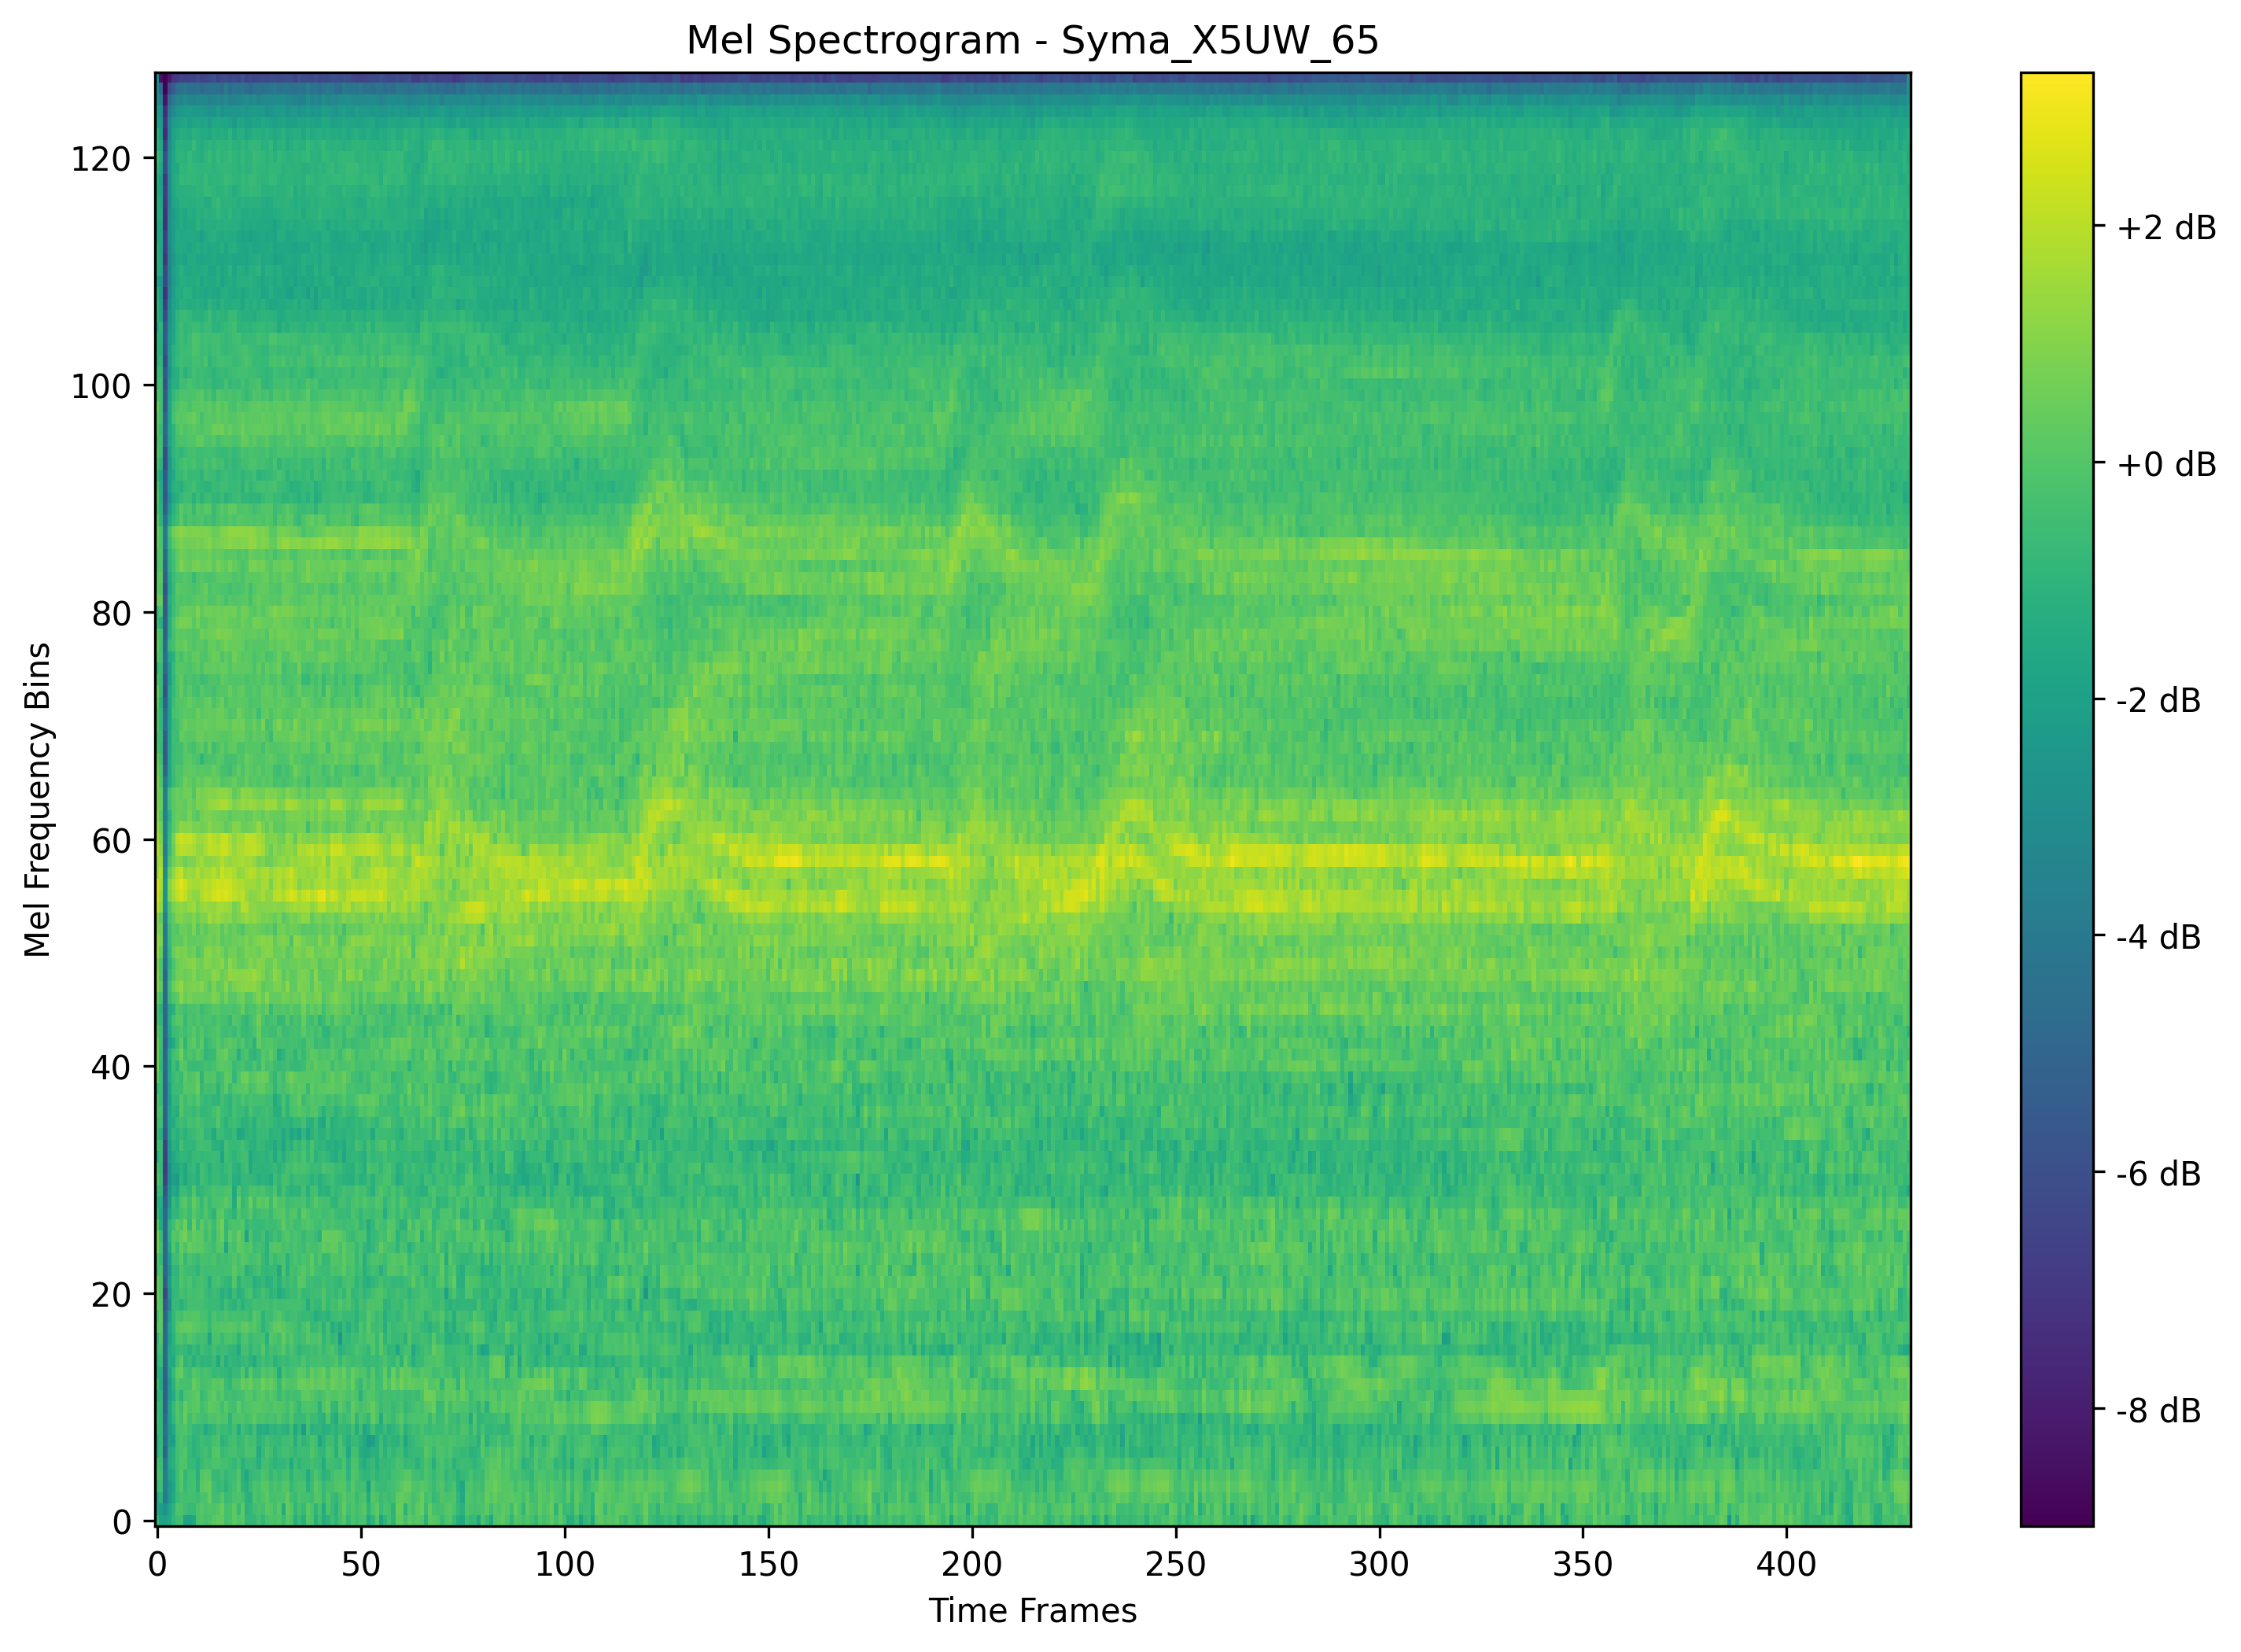 Mel Spectrogram - Syma_X5UW_65
120
100
80
60
40
20
0
Mel Frequency Bins
0 50 100 150 200 250 300 350 400
Time Frames
+2 dB
+0 dB
-2 dB
-4 dB
-6 dB
-8 dB